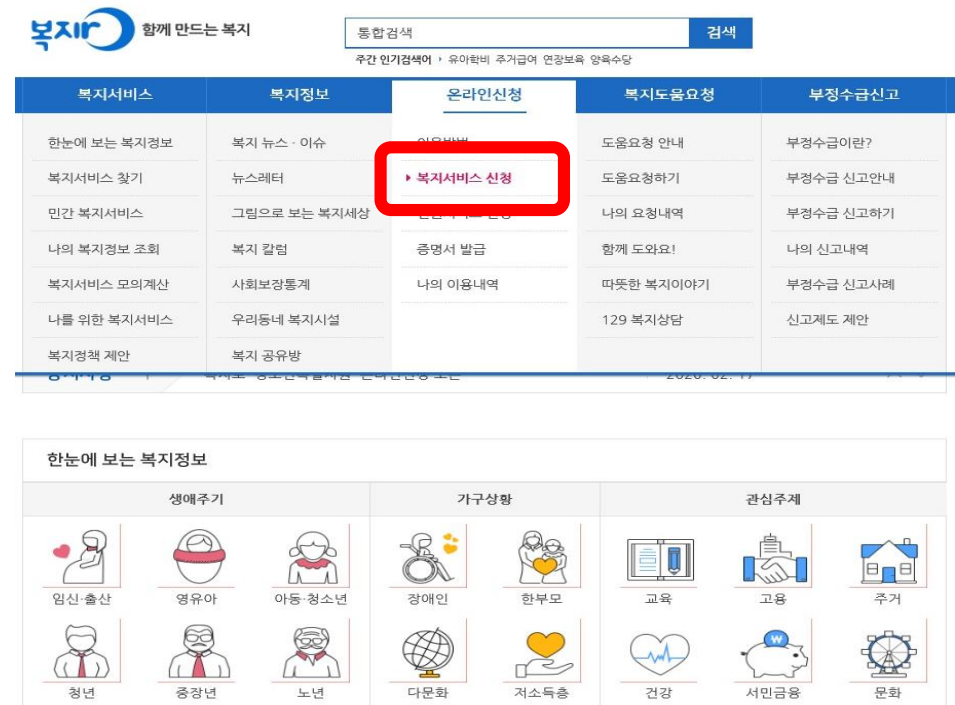 복지로 함께 만드는 복지
통합검색 검색
주간 인기검색어 유아학비 주거급여 연장보육 양육수당
복지서비스 복지정보 온라인신청 복지도움요청 부정수급신고
한눈에 보는 복지정보 복지 뉴스 · 이슈 도움요청 안내 부정수급이란?
복지서비스 찾기 뉴스레터 복지서비스 신청 도움요청하기 부정수급 신고안내
민간 복지서비스 그림으로 보는 복지세상 나의 요청내역 부정수급 신고하기
나의 복지정보 조회 복지 칼럼 증명서 발급 함께 도와요! 나의 신고내역
복지서비스 모의계산 사회보장통계 나의 이용내역 따뜻한 복지이야기 부정수급 신고사례
나를 위한 복지서비스 우리동네 복지시설 129 복지상담 신고제도 제안
복지정책 제안 복지 공유방
한눈에 보는 복지정보
생애주기 가구상황 관심주제
임신·출산 영유아 아동·청소년 장애인 한부모 교육 고용 주거
청년 중장년 노년 다문화 저소득층 건강 서민금융 문화